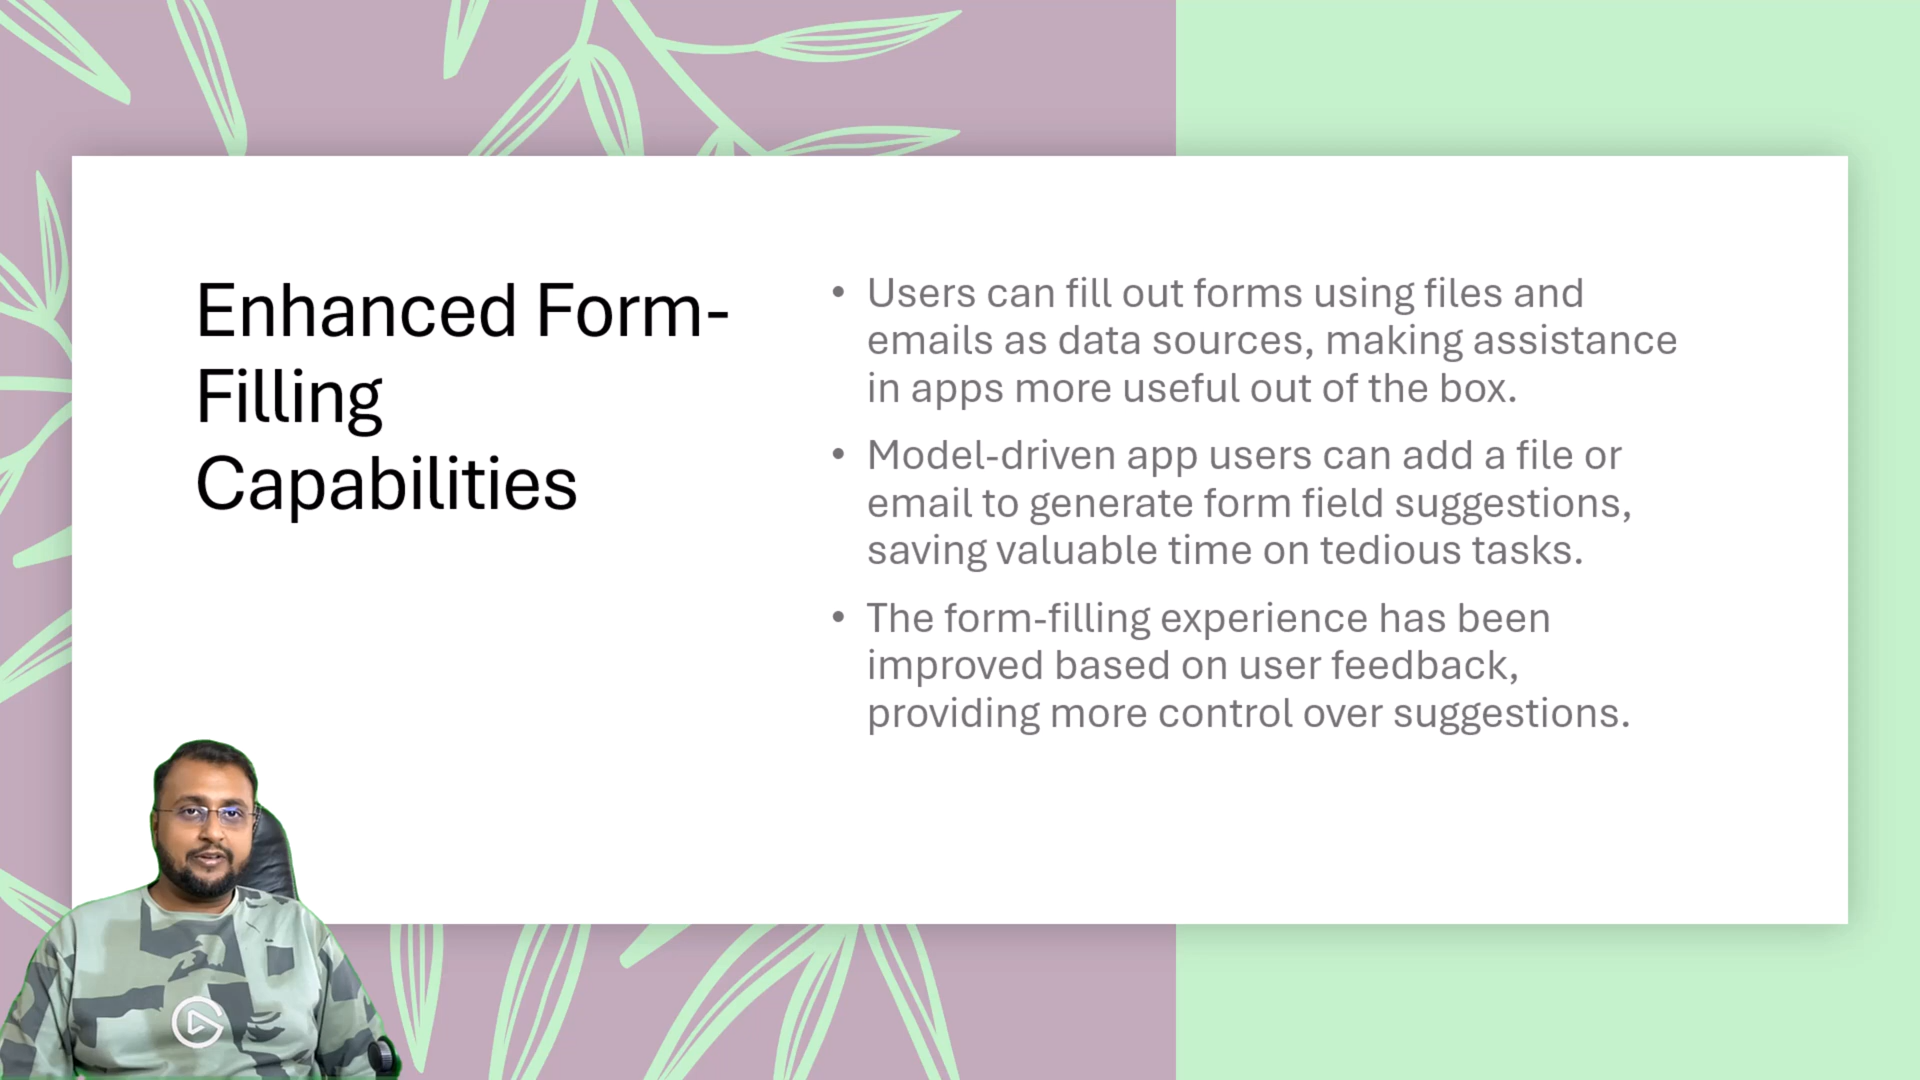 Enhanced Form-
Filling
Capabilities
• Users can fill out forms using files and
emails as data sources, making assistance
in apps more useful out of the box.
• Model-driven app users can add a file or
email to generate form field suggestions,
saving valuable time on tedious tasks.
• The form-filling experience has been
improved based on user feedback,
providing more control over suggestions.